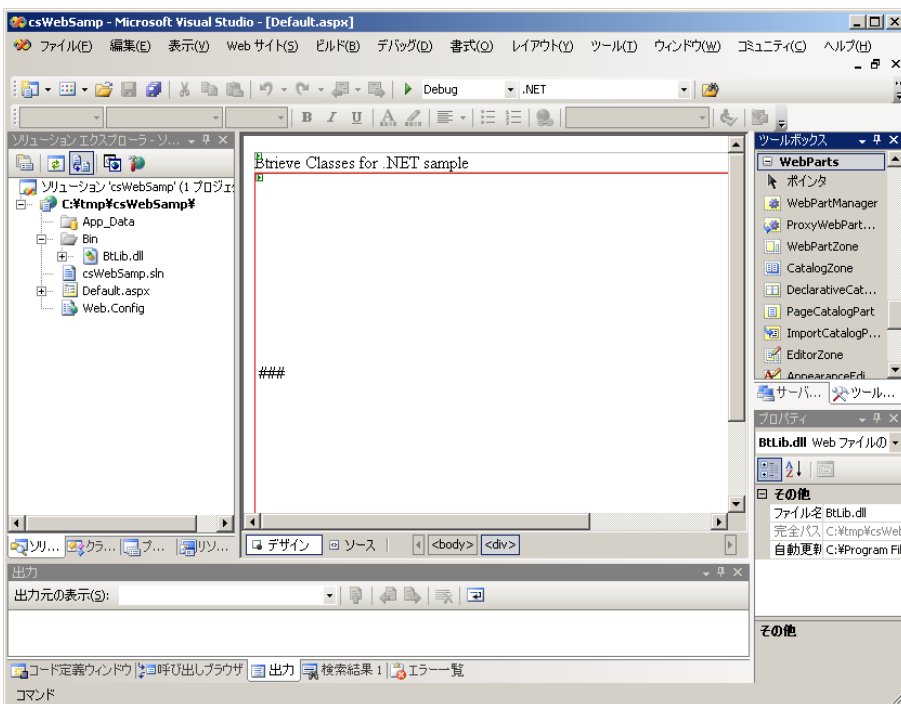 csWebSamp - Microsoft Visual Studio - [Default.aspx]
ファイル(F) 編集(E) 表示(V) Web サイト(S) ビルド(B) デバッグ(D) 書式(O) レイアウト(Y) ツール(T) ウィンドウ(W) コミュニティ(C) ヘルプ(H)
Debug .NET
B I U A
ソリューション エクスプローラ - ソ...
ソリューション 'csWebSamp' (1 プロジェ
C:¥tmp¥csWebSamp¥
App_Data
Bin
BtLib.dll
csWebSamp.sln
Default.aspx
Web.Config
ソリ... クラ... プ... リソ...
Btrieve Classes for .NET sample
###
デザイン ソース <body> <div>
ツールボックス
WebParts
ポインタ
WebPartManager
ProxyWebPart...
WebPartZone
CatalogZone
DeclarativeCat...
PageCatalogPart
ImportCatalogP...
EditorZone
AppearanceEdi
サーバ... ツール...
プロパティ
BtLib.dll Web ファイルの
その他
ファイル名 BtLib.dll
完全パス C:¥tmp¥csWeb
自動更新 C:¥Program Fil
その他
出力
出力元の表示(S):
コード定義ウィンドウ 呼び出しブラウザ 出力 検索結果 1 エラー一覧
コマンド